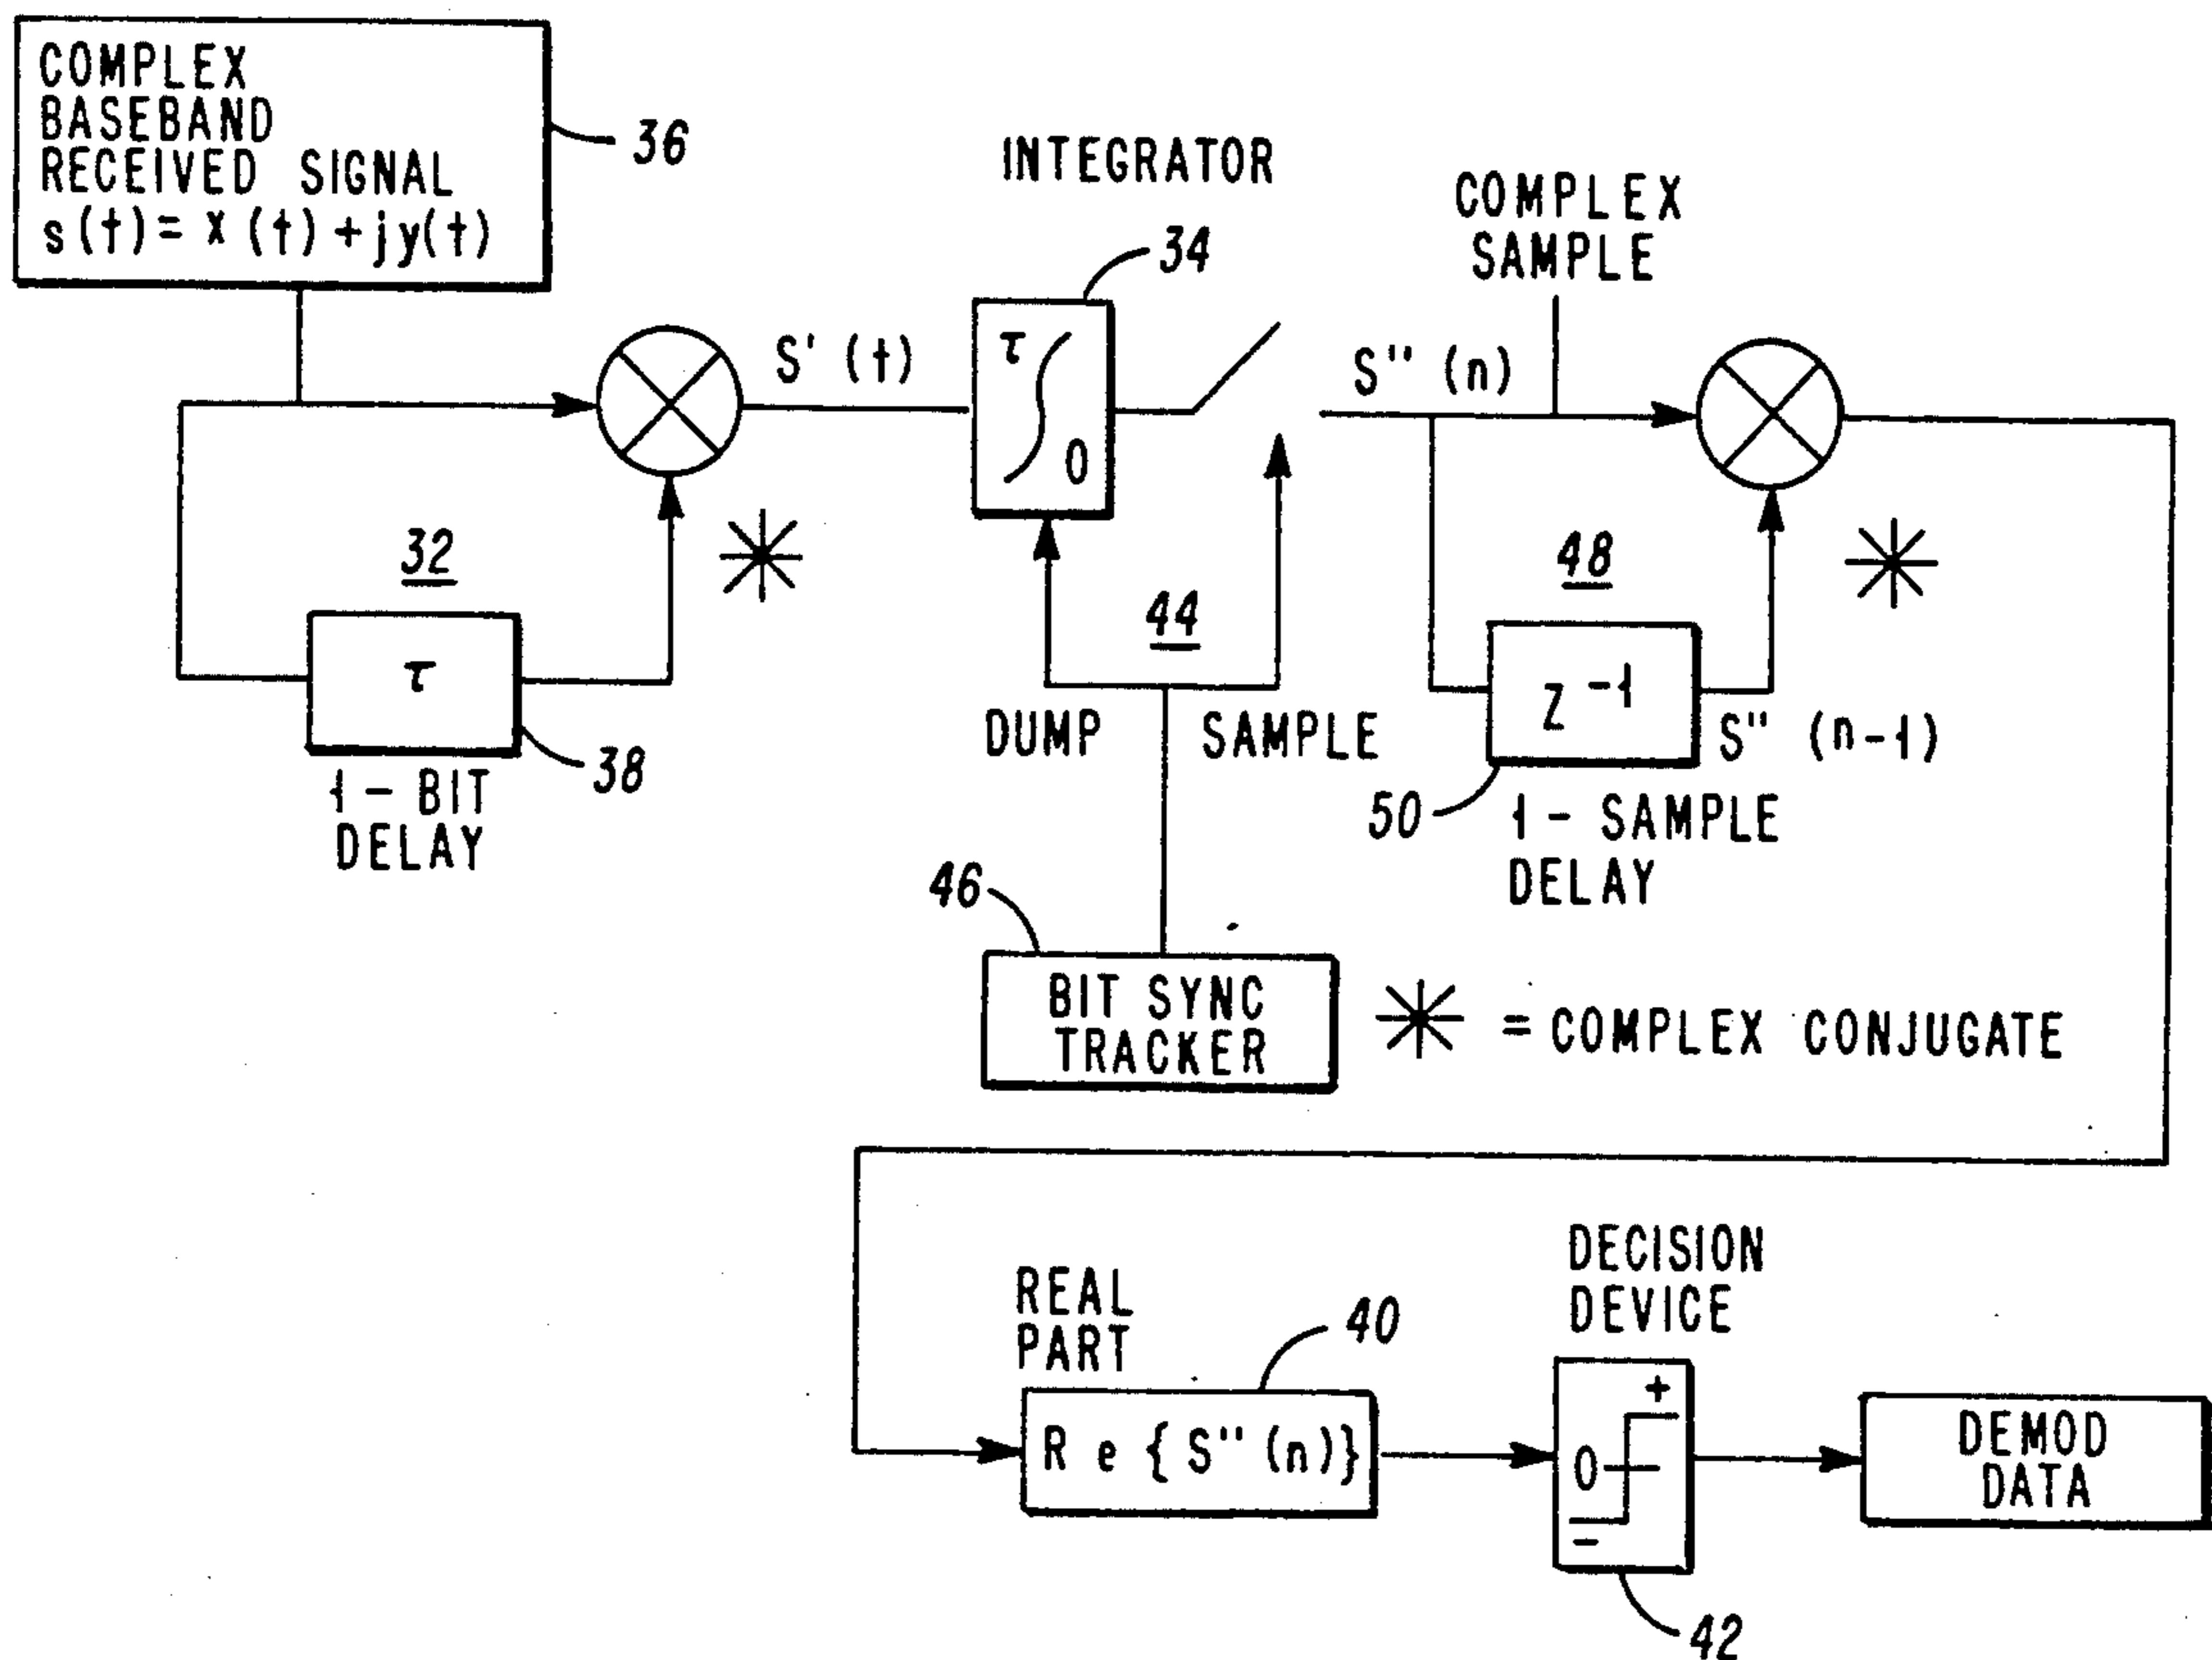 COMPLEX
BASEBAND
RECEIVED SIGNAL
s(t)= x(t)+jy(t)
36
INTEGRATOR
34
COMPLEX
SAMPLE
S' (t)
τ
0
S'' (n)
32
*
44
48
*
τ
38
1 - BIT
DELAY
DUMP
SAMPLE
Z -1
S'' (n-1)
50
1 - SAMPLE
DELAY
46
BIT SYNC
TRACKER
* = COMPLEX CONJUGATE
REAL
PART
40
Re{S''(n)}
DECISION
DEVICE
+
0
-
42
DEMOD
DATA